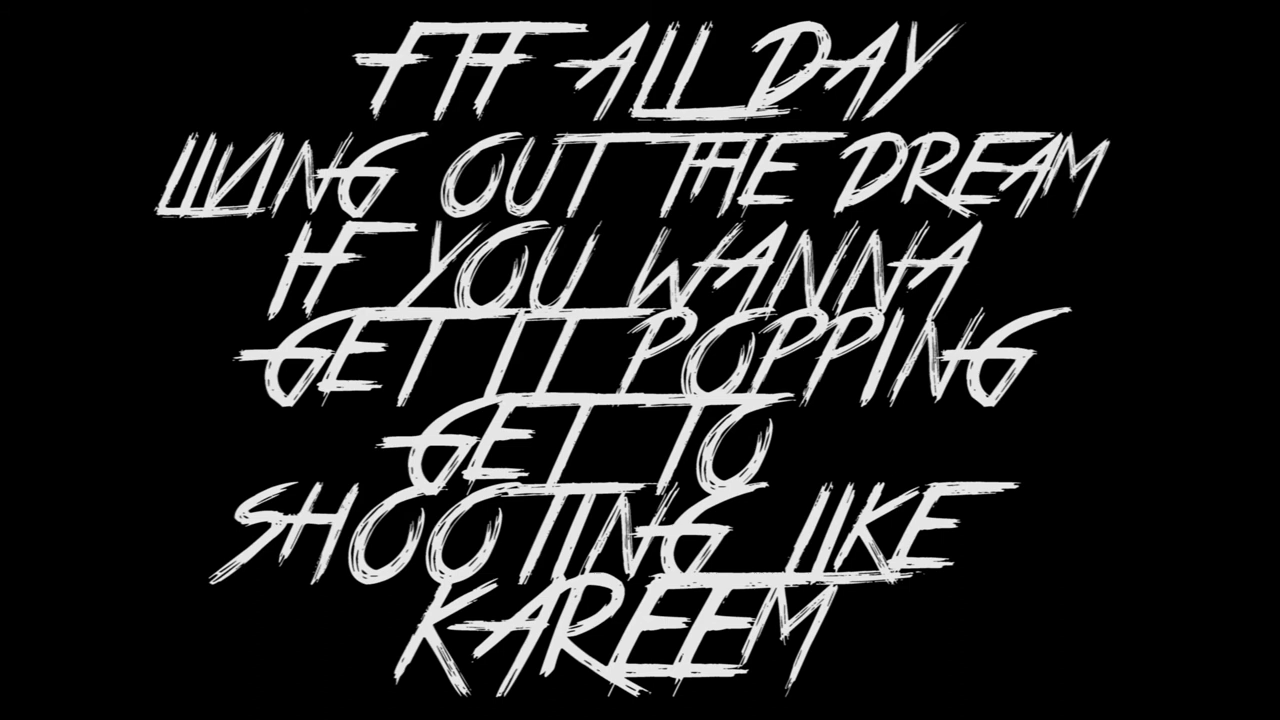 FTF ALL DAY
LIVING OUT THE DREAM
IF YOU WANNA
GET IT POPPING
GET TO
SHOOTING LIKE
KAREEM